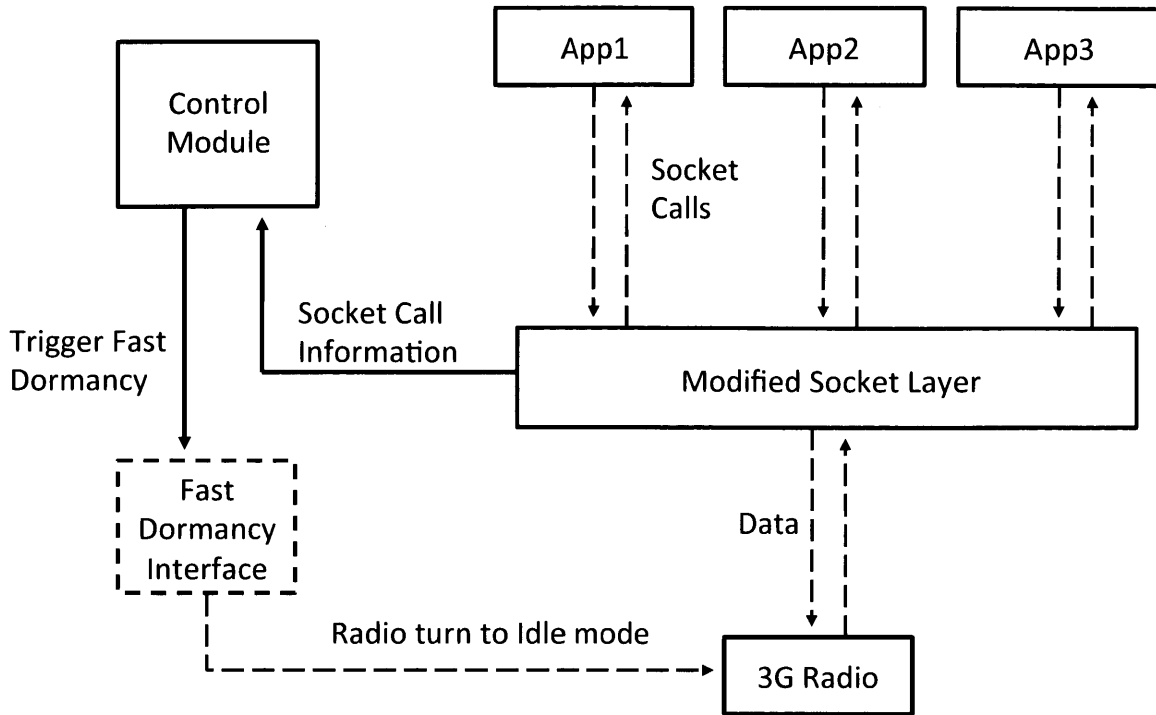 App1
App2
App3
Control
Module
Socket
Calls
Socket Call
Information
Trigger Fast
Dormancy
Modified Socket Layer
Fast
Dormancy
Interface
Data
Radio turn to Idle mode
3G Radio